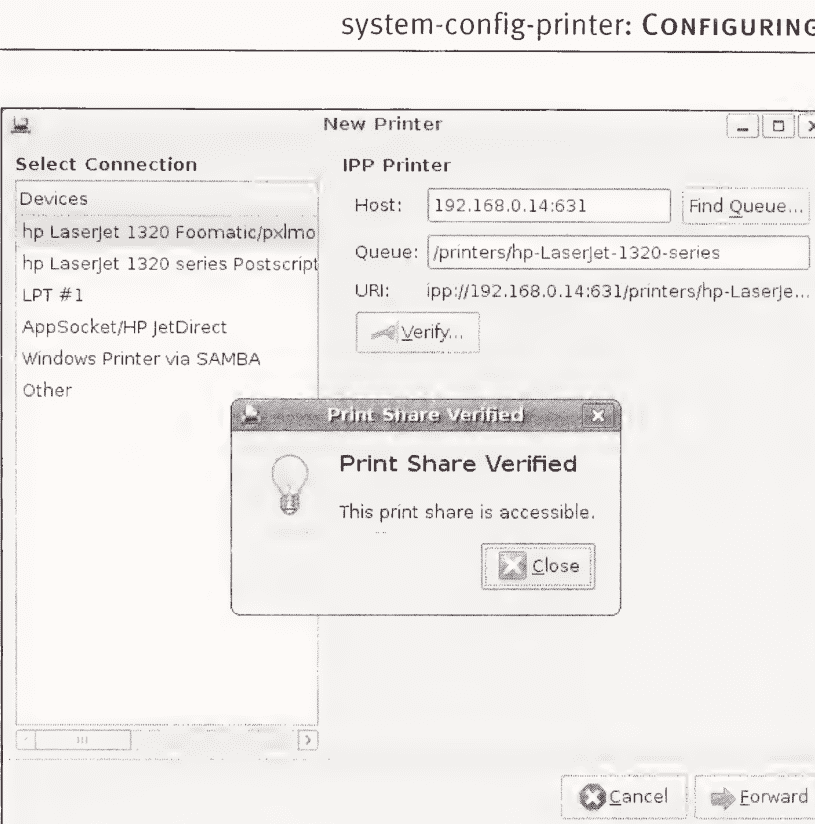 system-config-printer: CONFIGURING
New Printer
Select Connection
Devices
hp LaserJet 1320 Foomatic/pxlmo
hp LaserJet 1320 series Postscript
LPT #1
AppSocket/HP JetDirect
Windows Printer via SAMBA
Other
IPP Printer
Host: 192.168.0.14:631 Find Queue...
Queue: /printers/hp-LaserJet-1320-series
URI: ipp://192.168.0.14:631/printers/hp-LaserJe...
Verify...
Print Share Verified
Print Share Verified
This print share is accessible.
Close
Cancel Forward